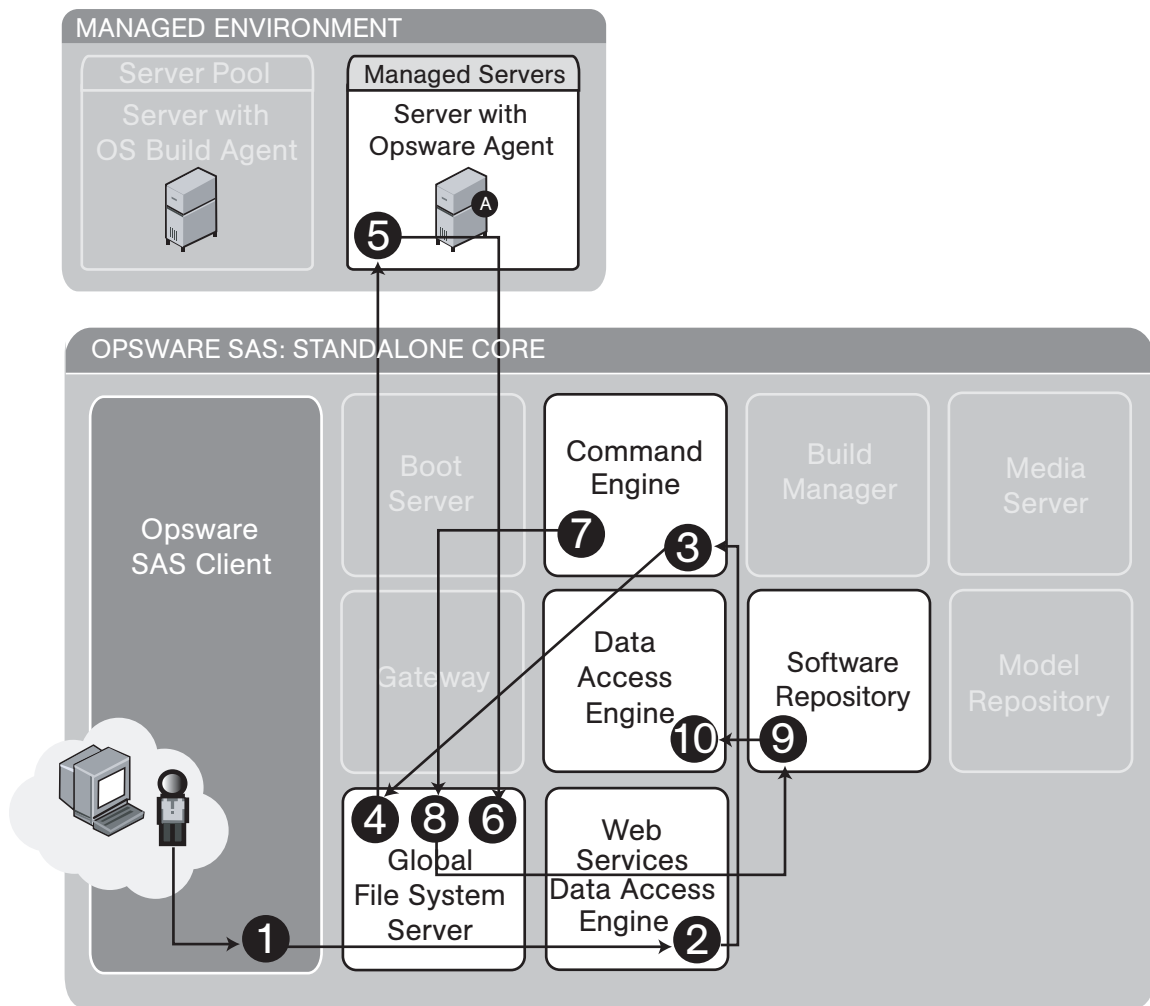 MANAGED ENVIRONMENT
Server Pool
Server with
OS Build Agent
Managed Servers
Server with
Opsware Agent
A
5
OPSWARE SAS: STANDALONE CORE
Opsware
SAS Client
Boot
Server
Command
Engine
7
3
Build
Manager
Media
Server
Gateway
Data
Access
Engine
10
Software
Repository
9
Model
Repository
4
8
6
Global
File System
Server
Web
Services
Data Access
Engine
2
1